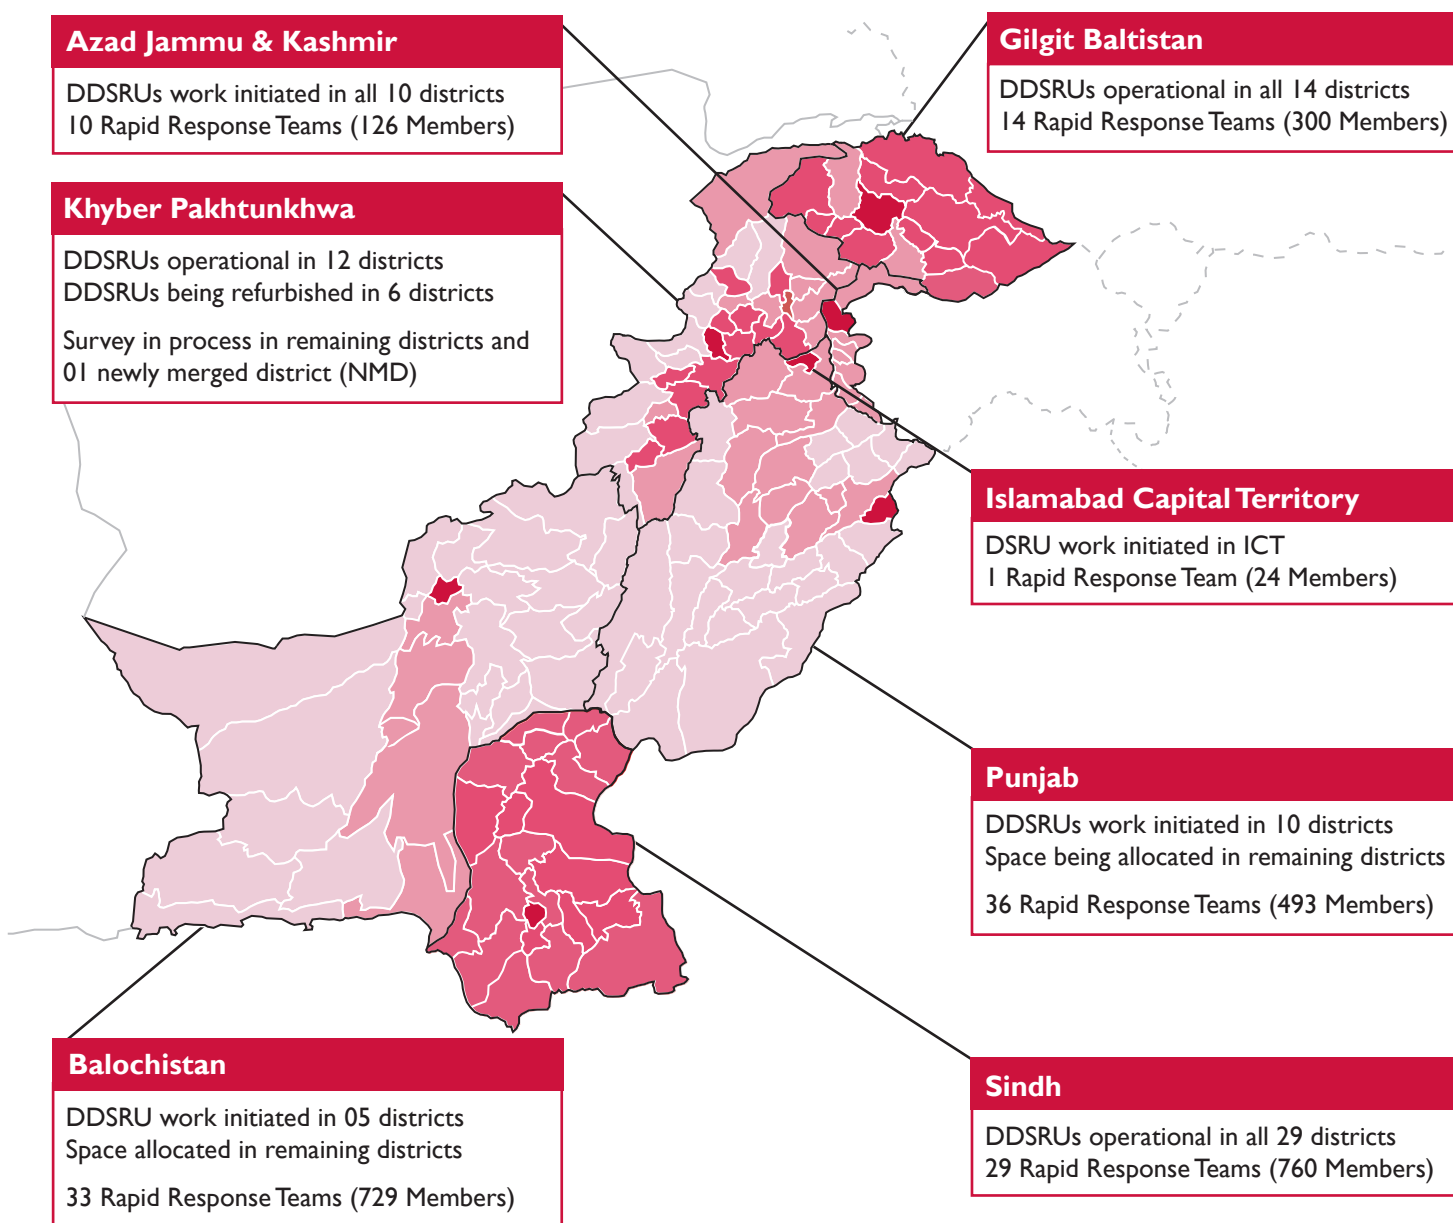 Azad Jammu & Kashmir
DDSRUs work initiated in all 10 districts
10 Rapid Response Teams (126 Members)
Gilgit Baltistan
DDSRUs operational in all 14 districts
14 Rapid Response Teams (300 Members)
Khyber Pakhtunkhwa
DDSRUs operational in 12 districts
DDSRUs being refurbished in 6 districts
Survey in process in remaining districts and
01 newly merged district (NMD)
Islamabad Capital Territory
DSRU work initiated in ICT
1 Rapid Response Team (24 Members)
Punjab
DDSRUs work initiated in 10 districts
Space being allocated in remaining districts
36 Rapid Response Teams (493 Members)
Balochistan
DDSRU work initiated in 05 districts
Space allocated in remaining districts
33 Rapid Response Teams (729 Members)
Sindh
DDSRUs operational in all 29 districts
29 Rapid Response Teams (760 Members)